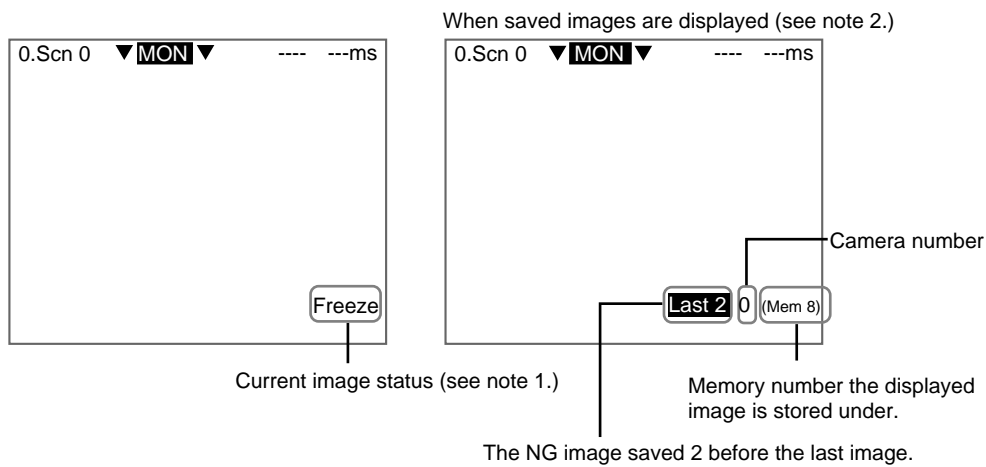 When saved images are displayed (see note 2.)
0.Scn 0 ▼ MON ▼ ---- ---ms
Freeze
Current image status (see note 1.)
0.Scn 0 ▼ MON ▼ ---- ---ms
Camera number
Last 2 0 (Mem 8)
Memory number the displayed
image is stored under.
The NG image saved 2 before the last image.